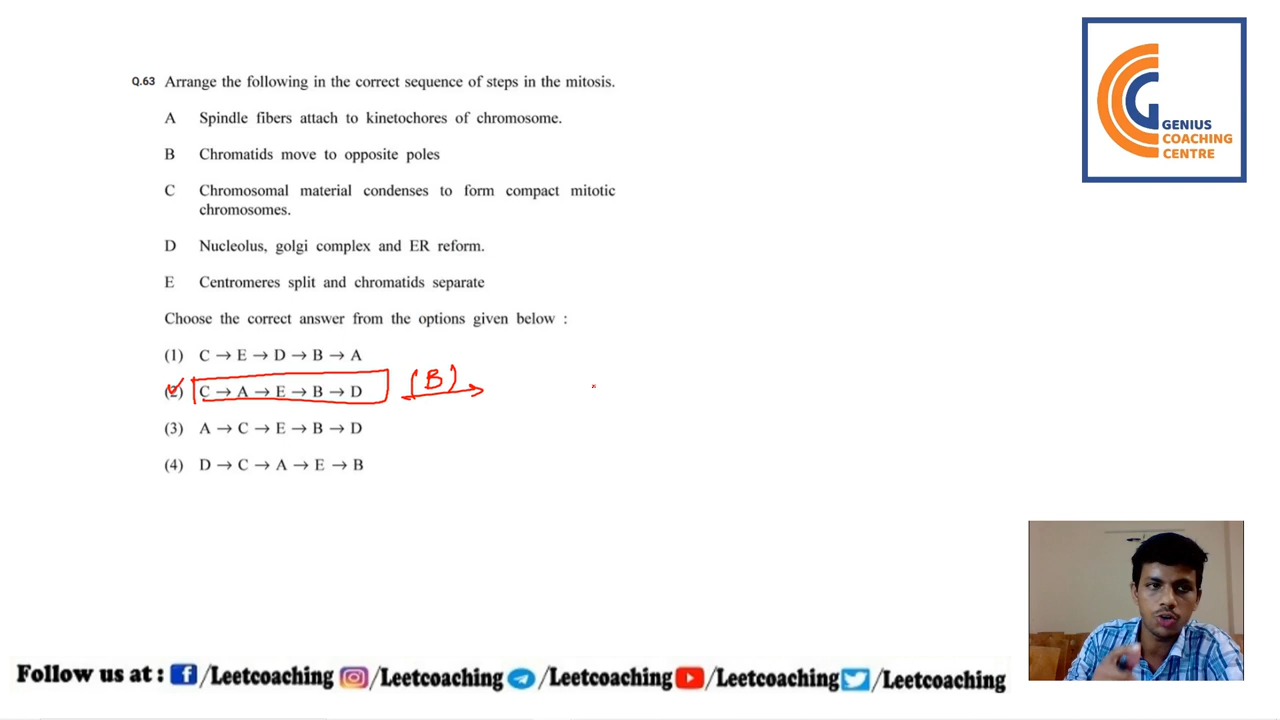 Q.63 Arrange the following in the correct sequence of steps in the mitosis.
A Spindle fibers attach to kinetochores of chromosome.
B Chromatids move to opposite poles
C Chromosomal material condenses to form compact mitotic
chromosomes.
D Nucleolus, golgi complex and ER reform.
E Centromeres split and chromatids separate
Choose the correct answer from the options given below :
(1) C → E → D → B → A
(2) C → A → E → B → D (B) →
(3) A → C → E → B → D
(4) D → C → A → E → B
GENIUS
COACHING
CENTRE
Follow us at : /Leetcoaching /Leetcoaching /Leetcoaching /Leetcoaching /Leetcoaching